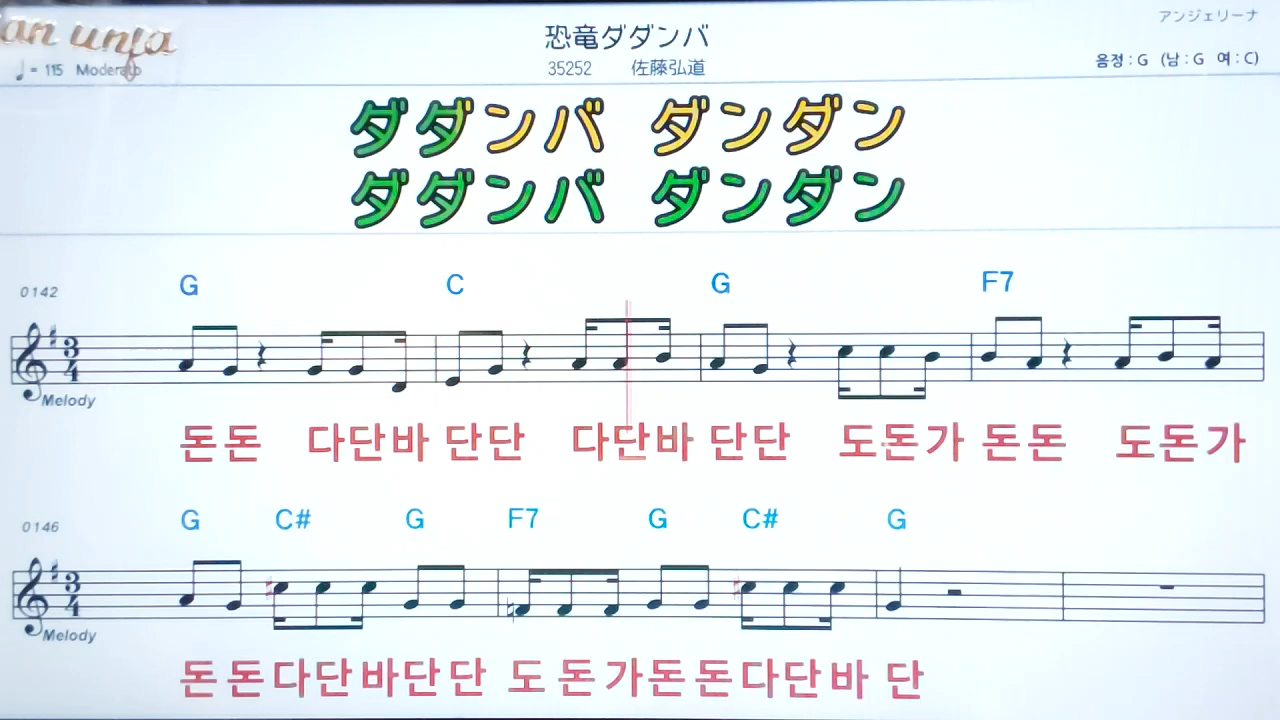 アンジェリーナ
恐竜ダダンバ
♩= 115 Moderato
35252 佐藤弘道
음정 : G (남 : G 여 : C)
ダダンバ ダンダン
ダダンバ ダンダン
0142 G C G F7
3 4
Melody
돈돈 다단바 단단 다단바 단단 도돈가 돈돈 도돈가
0146 G C# G F7 G C# G
3 4
Melody
돈돈다단바단단 도돈가돈돈다단바 단